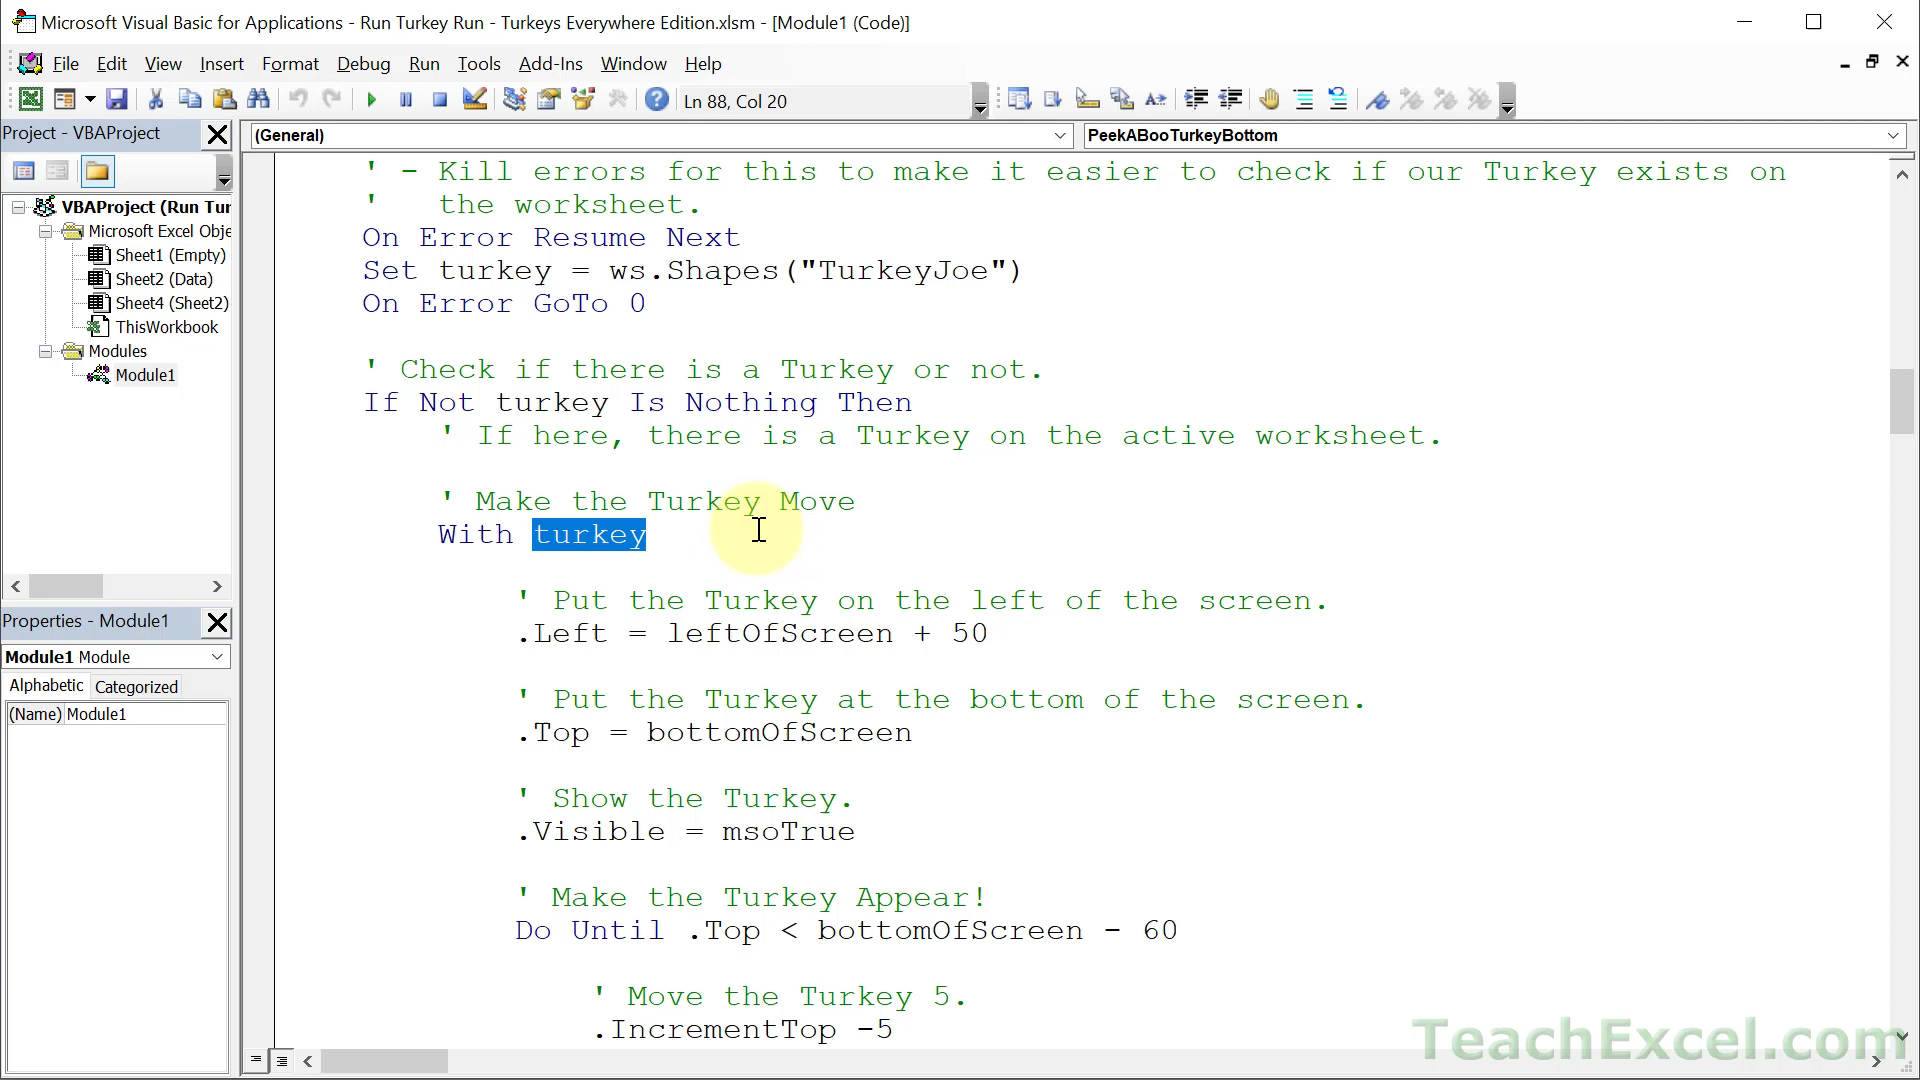 Microsoft Visual Basic for Applications - Run Turkey Run - Turkeys Everywhere Edition.xlsm - [Module1 (Code)]
File Edit View Insert Format Debug Run Tools Add-Ins Window Help
Ln 88, Col 20
Project - VBAProject
(General)
PeekABooTurkeyBottom
VBAProject (Run Tur
Microsoft Excel Obje
Sheet1 (Empty)
Sheet2 (Data)
Sheet4 (Sheet2)
ThisWorkbook
Modules
Module1
Properties - Module1
Module1 Module
Alphabetic Categorized
(Name) Module1
' - Kill errors for this to make it easier to check if our Turkey exists on
'   the worksheet.
On Error Resume Next
Set turkey = ws.Shapes("TurkeyJoe")
On Error GoTo 0
' Check if there is a Turkey or not.
If Not turkey Is Nothing Then
' If here, there is a Turkey on the active worksheet.
' Make the Turkey Move
With turkey
' Put the Turkey on the left of the screen.
.Left = leftOfScreen + 50
' Put the Turkey at the bottom of the screen.
.Top = bottomOfScreen
' Show the Turkey.
.Visible = msoTrue
' Make the Turkey Appear!
Do Until .Top < bottomOfScreen - 60
' Move the Turkey 5.
.IncrementTop -5
TeachExcel.com